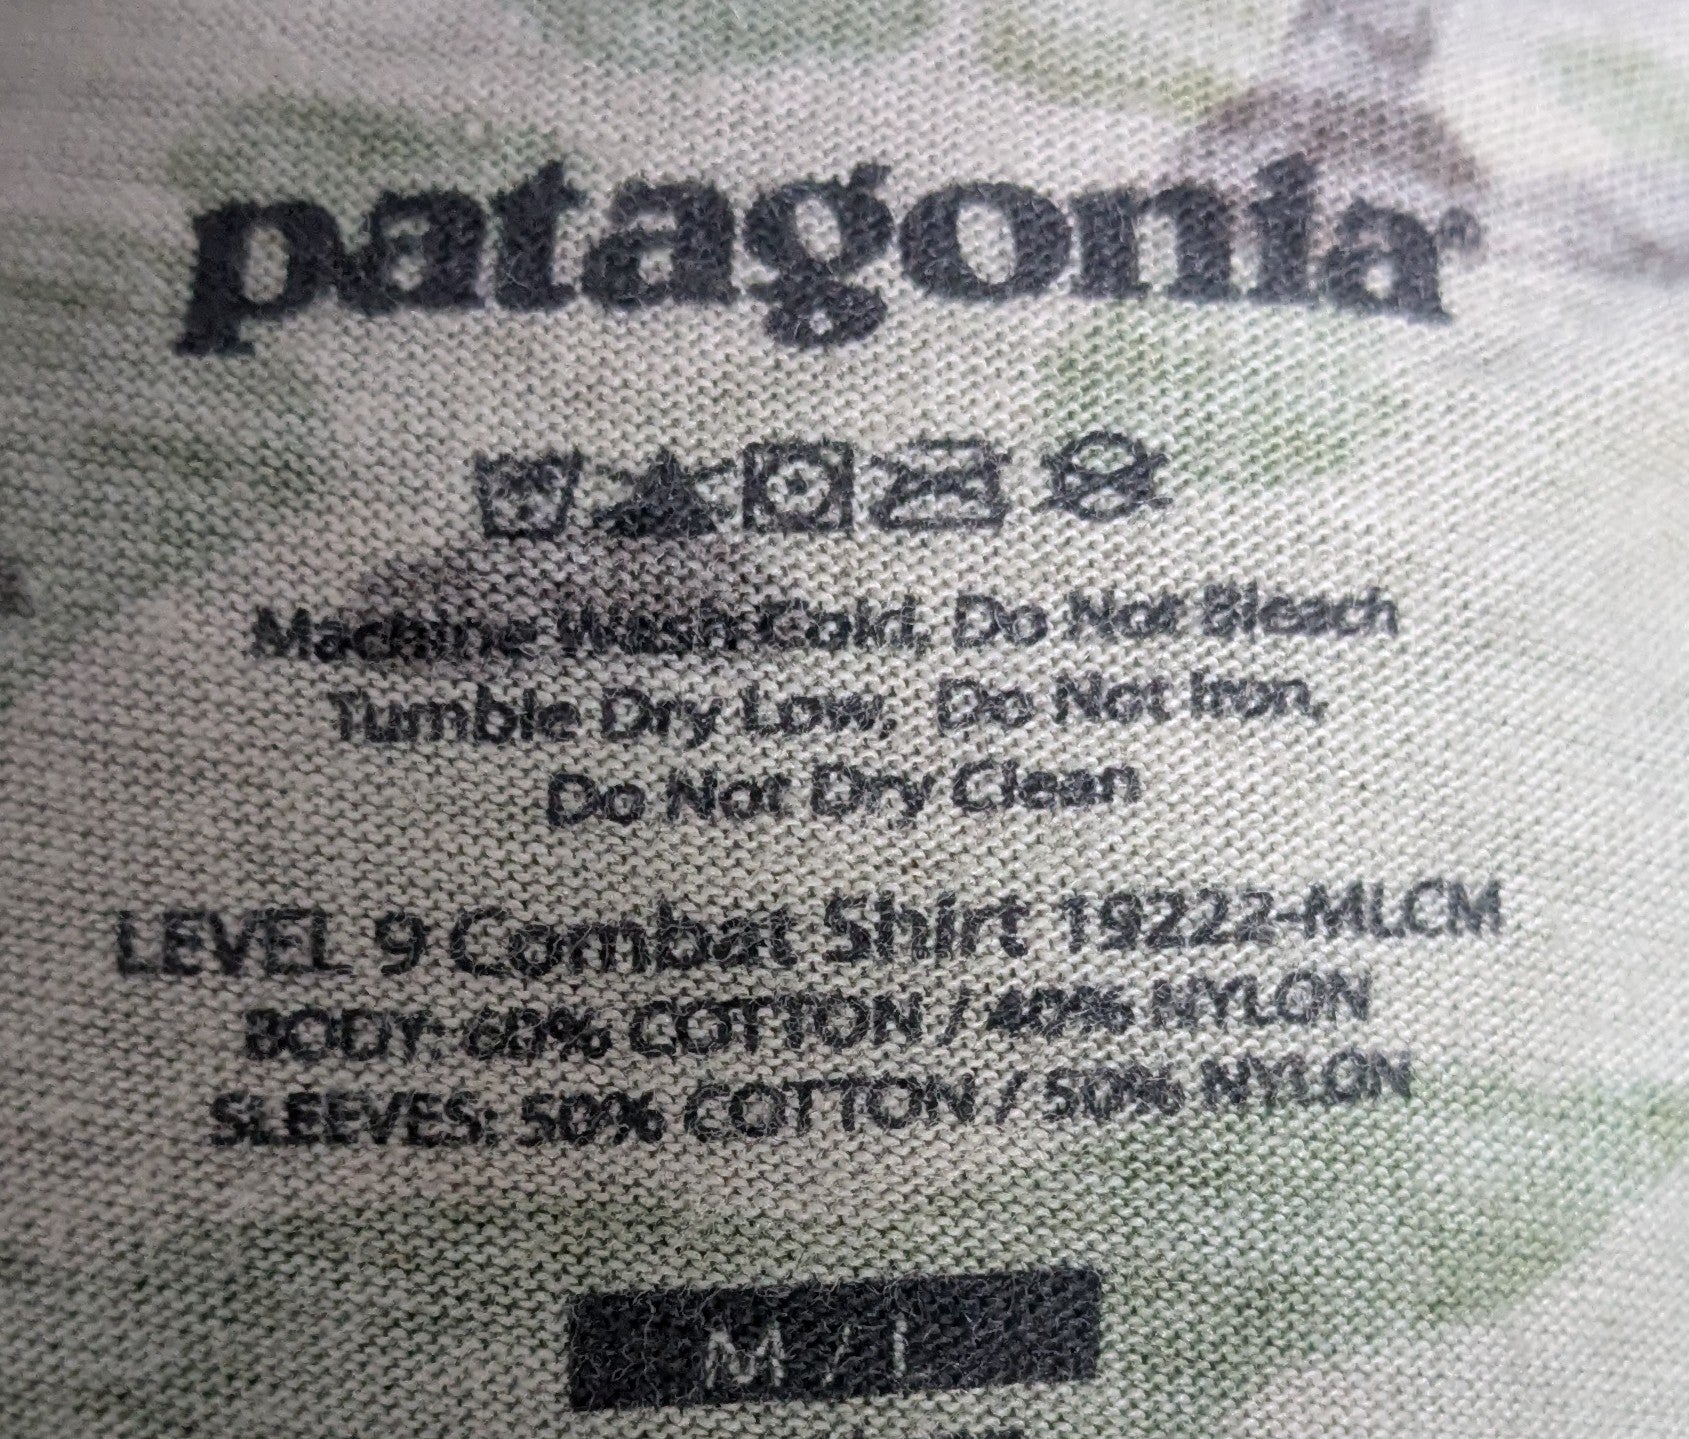 patagonia®
Machine Wash Cold, Do Not Bleach
Tumble Dry Low, Do Not Iron,
Do Not Dry Clean
LEVEL 9 Combat Shirt 19222-MLCM
BODY: 60% COTTON / 40% NYLON
SLEEVES: 50% COTTON / 50% NYLON
M / L